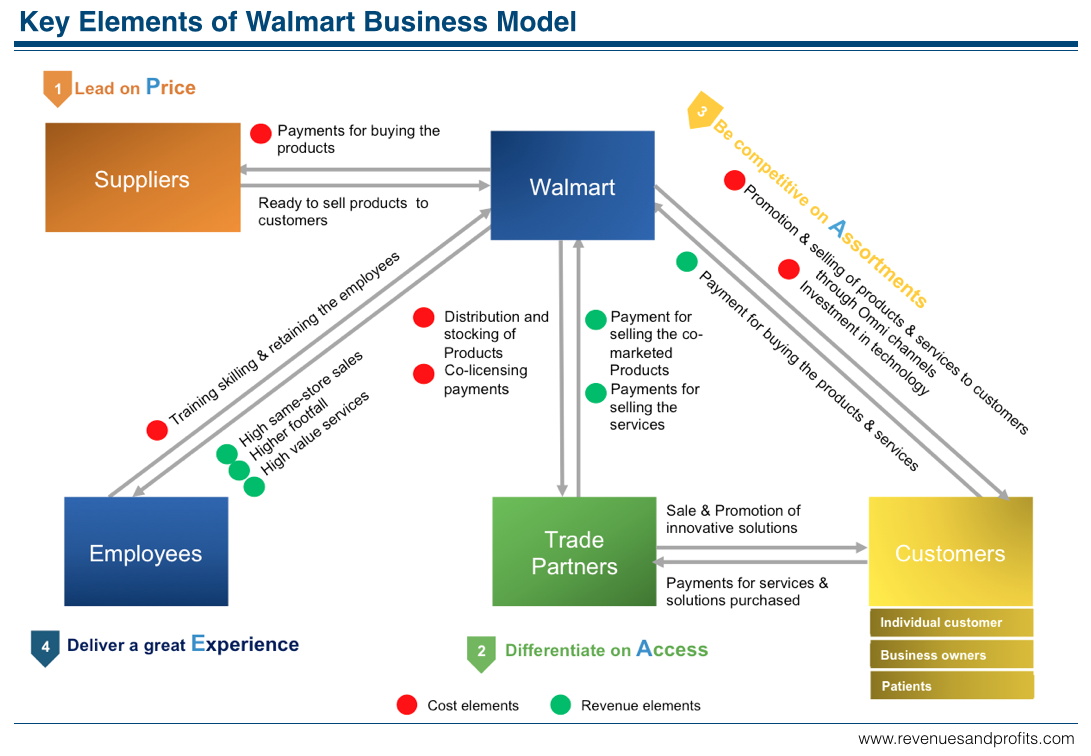 Key Elements of Walmart Business Model
1
Lead on Price
Suppliers
Payments for buying the
products
Ready to sell products to
customers
Walmart
3
Be competitive on Assortments
Promotion & selling of products & services to customers
through Omni channels
Investment in technology
Payment for buying the products & services
Training skilling & retaining the employees
High same-store sales
Higher footfall
High value services
Distribution and
stocking of
Products
Co-licensing
payments
Payment for
selling the co-
marketed
Products
Payments for
selling the
services
Employees
Trade
Partners
Sale & Promotion of
innovative solutions
Payments for services &
solutions purchased
Customers
Individual customer
Business owners
Patients
4
Deliver a great Experience
2
Differentiate on Access
Cost elements
Revenue elements
www.revenuesandprofits.com